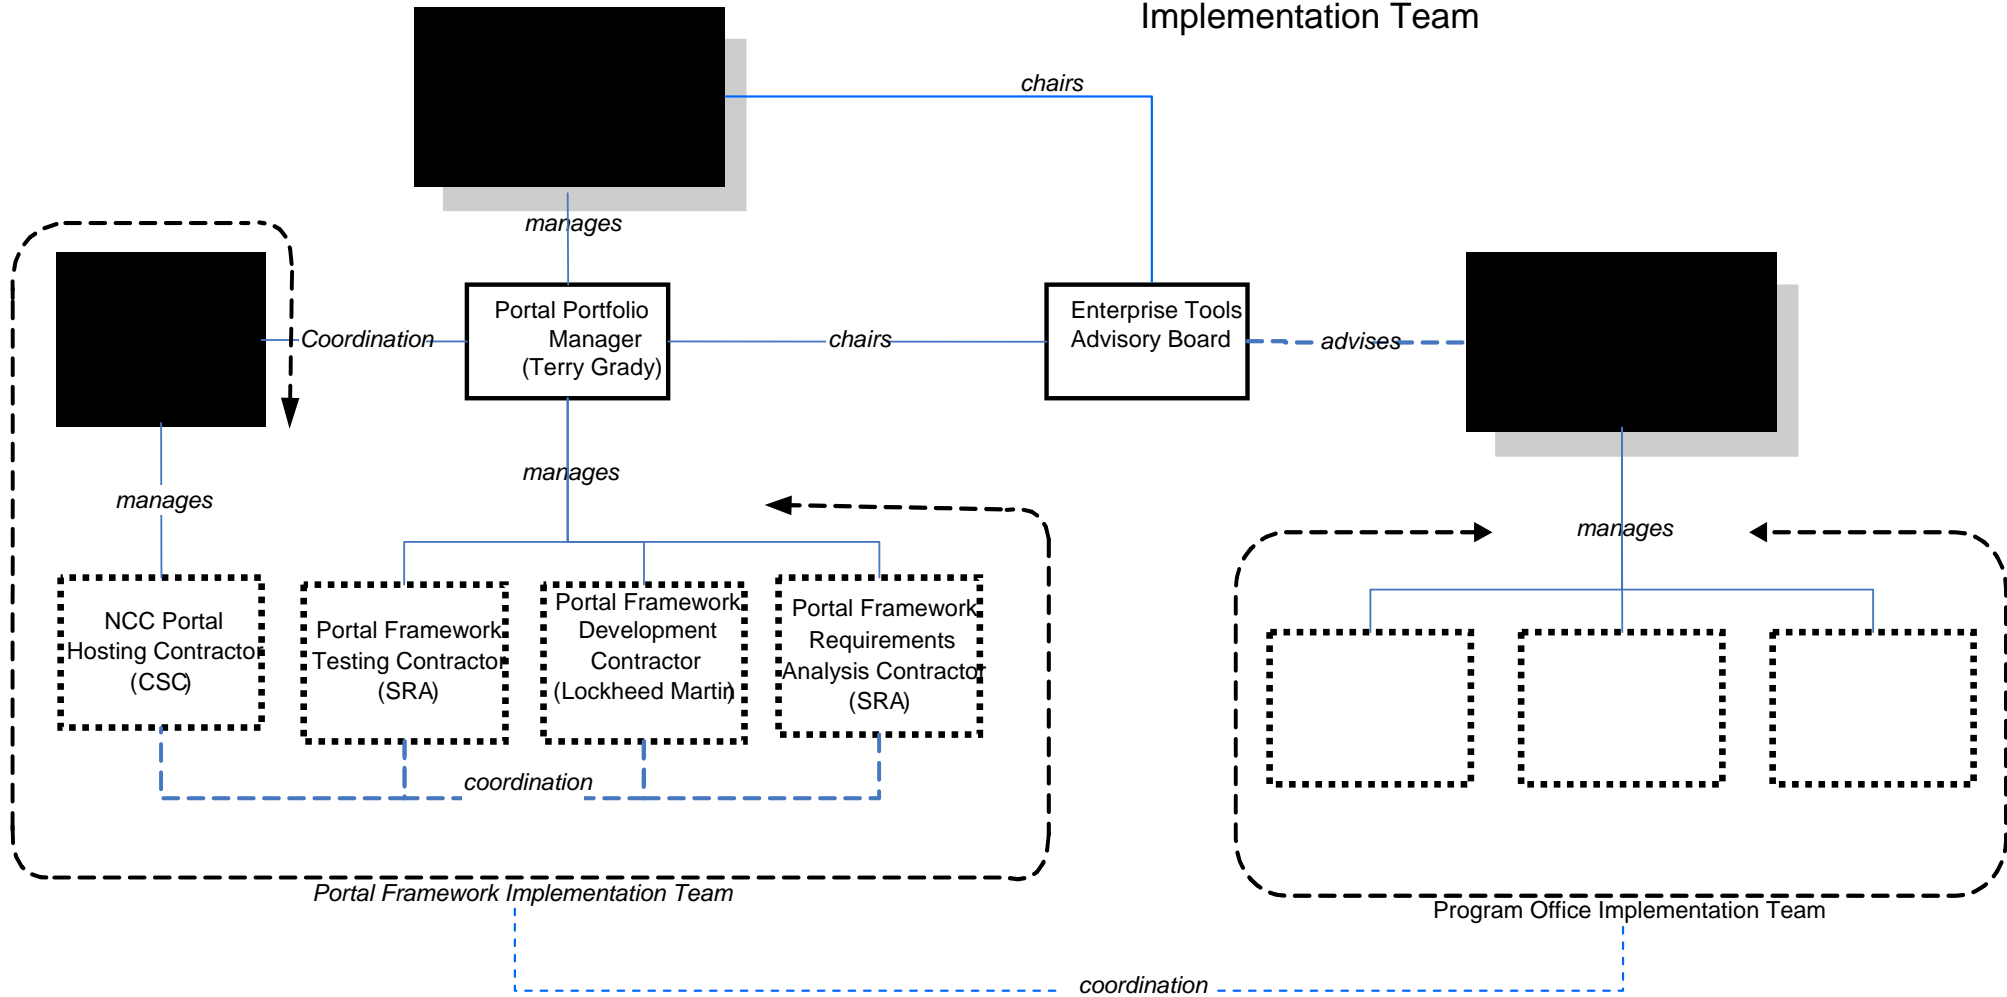 Implementation Team
chairs
manages
Portal Portfolio
Manager
(Terry Grady)
Enterprise Tools
Advisory Board
Coordination
chairs
advises
manages
manages
manages
NCC Portal
Hosting Contractor
(CSC)
Portal Framework
Testing Contractor
(SRA)
Portal Framework
Development
Contractor
(Lockheed Martin)
Portal Framework
Requirements
Analysis Contractor
(SRA)
coordination
Portal Framework Implementation Team
Program Office Implementation Team
coordination